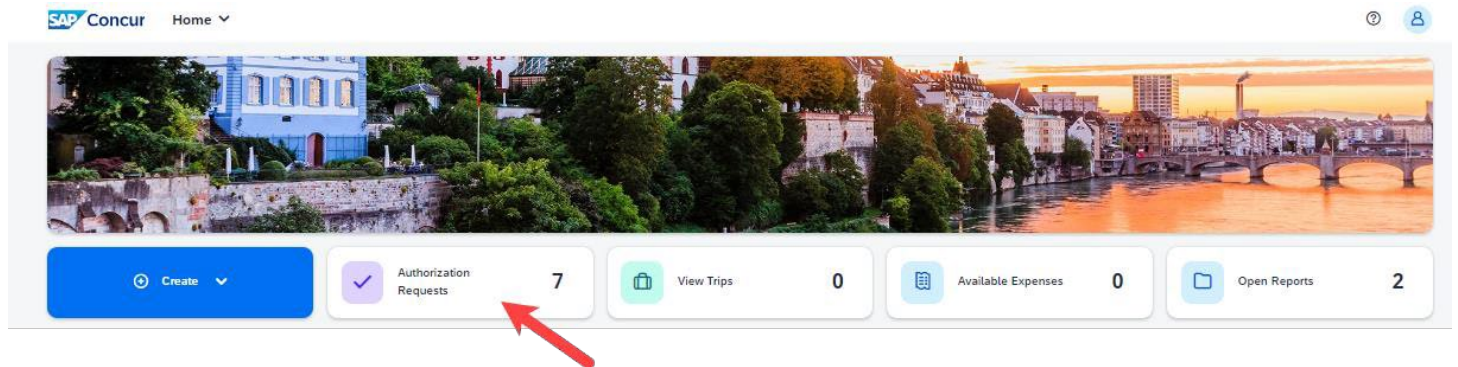 SAP Concur Home
Create
Authorization
Requests
7
View Trips
0
Available Expenses
0
Open Reports
2